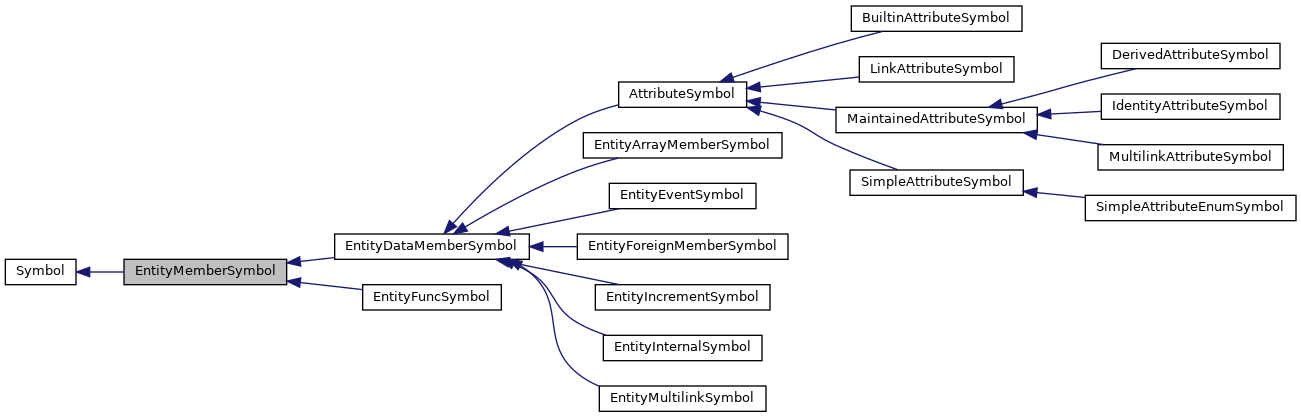 BuiltinAttributeSymbol
DerivedAttributeSymbol
LinkAttributeSymbol
AttributeSymbol
IdentityAttributeSymbol
MaintainedAttributeSymbol
EntityArrayMemberSymbol
MultilinkAttributeSymbol
SimpleAttributeSymbol
EntityEventSymbol
SimpleAttributeEnumSymbol
EntityDataMemberSymbol
EntityForeignMemberSymbol
Symbol
EntityMemberSymbol
EntityFuncSymbol
EntityIncrementSymbol
EntityInternalSymbol
EntityMultilinkSymbol